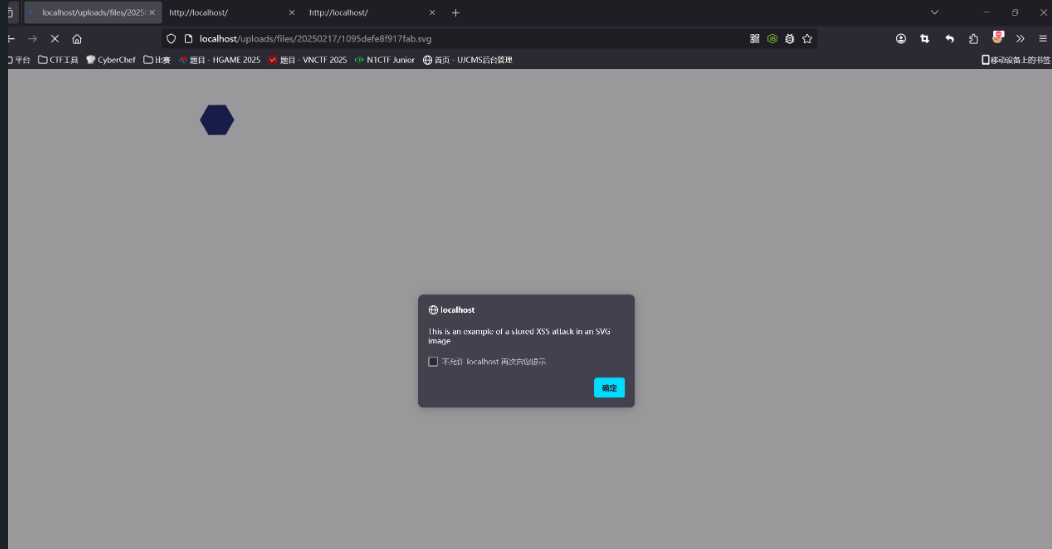 localhost/uploads/files/2025
http://localhost/
http://localhost/
localhost/uploads/files/20250217/1095defe8f917fab.svg
平台
CTF工具
CyberChef
比赛
题目 - HGAME 2025
题目 - VNCTF 2025
N1CTF Junior
首页 - UJCMS后台管理
移动设备上的书签
localhost
This is an example of a stored XSS attack in an SVG
image
不允许 localhost 再次向您提示
确定